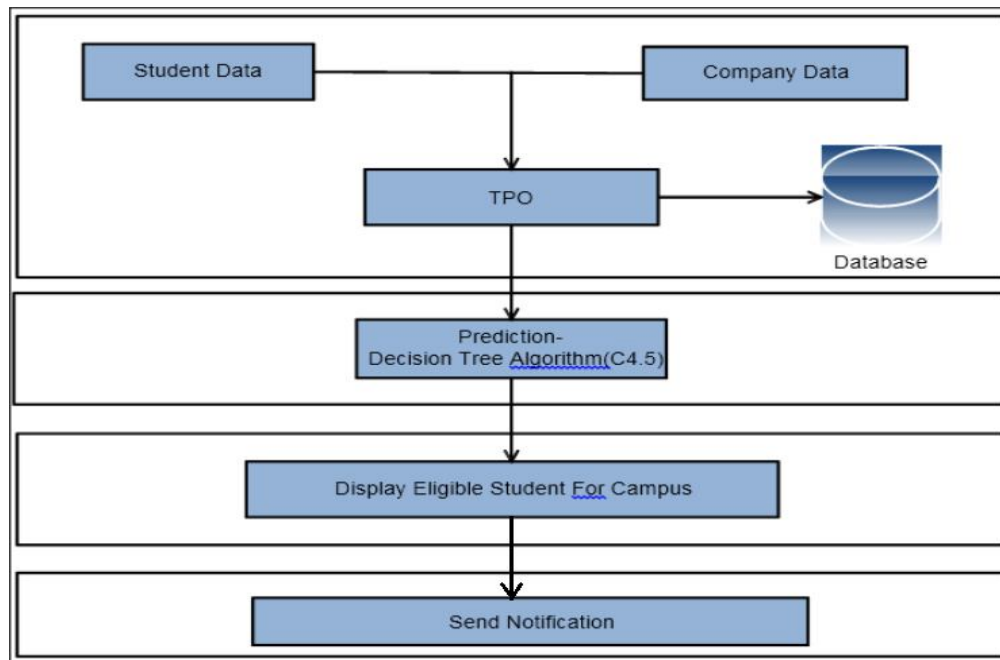 Student Data
Company Data
TPO
Database
Prediction-
Decision Tree Algorithm(C4.5)
Display Eligible Student For Campus
Send Notification